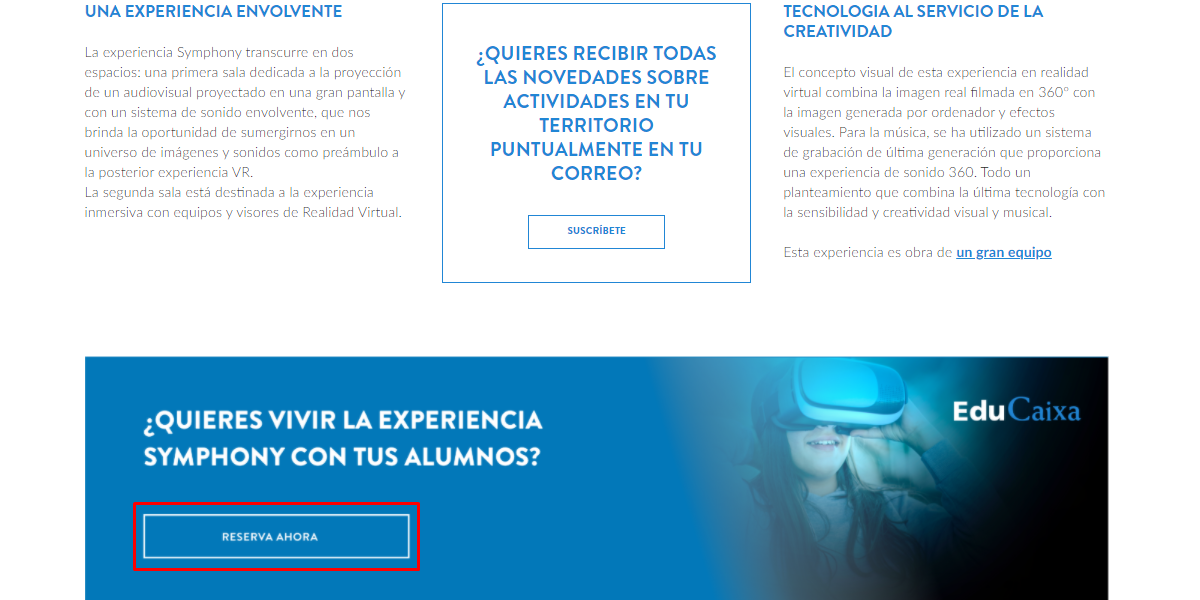 UNA EXPERIENCIA ENVOLVENTE
La experiencia Symphony transcurre en dos
espacios: una primera sala dedicada a la proyección
de un audiovisual proyectado en una gran pantalla y
con un sistema de sonido envolvente, que nos
brinda la oportunidad de sumergirnos en un
universo de imágenes y sonidos como preámbulo a
la posterior experiencia VR.
La segunda sala está destinada a la experiencia
inmersiva con equipos y visores de Realidad Virtual.
¿QUIERES RECIBIR TODAS
LAS NOVEDADES SOBRE
ACTIVIDADES EN TU
TERRITORIO
PUNTUALMENTE EN TU
CORREO?
SUSCRÍBETE
TECNOLOGIA AL SERVICIO DE LA
CREATIVIDAD
El concepto visual de esta experiencia en realidad
virtual combina la imagen real filmada en 360º con
la imagen generada por ordenador y efectos
visuales. Para la música, se ha utilizado un sistema
de grabación de última generación que proporciona
una experiencia de sonido 360. Todo un
planteamiento que combina la última tecnología con
la sensibilidad y creatividad visual y musical.
Esta experiencia es obra de un gran equipo
¿QUIERES VIVIR LA EXPERIENCIA
SYMPHONY CON TUS ALUMNOS?
RESERVA AHORA
EduCaixa